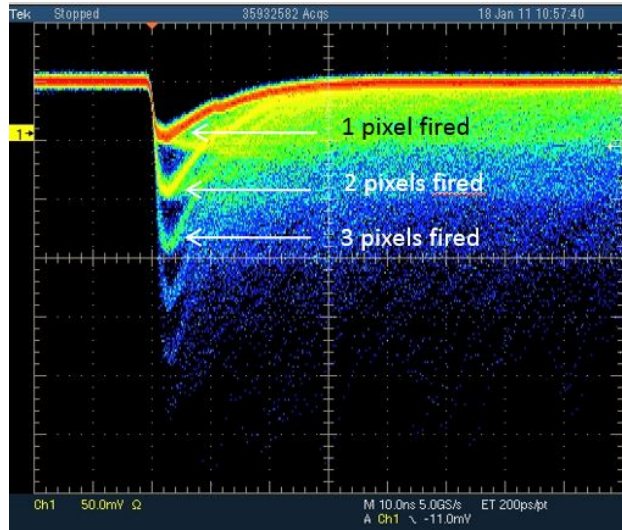 Tek Stopped 35932582 Acqs 18 Jan 11 10:57:40
1 pixel fired
1
2 pixels fired
3 pixels fired
Ch1 50.0mV Ω M 10.0ns 5.0GS/s ET 200ps/pt
A Ch1 \ -11.0mV